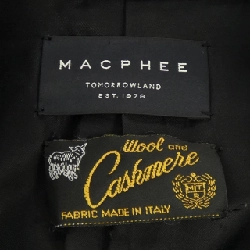 MACPHEE
TOMORROWLAND
EST. 1978
Wool and
Cashmere
FABRIC MADE IN ITALY